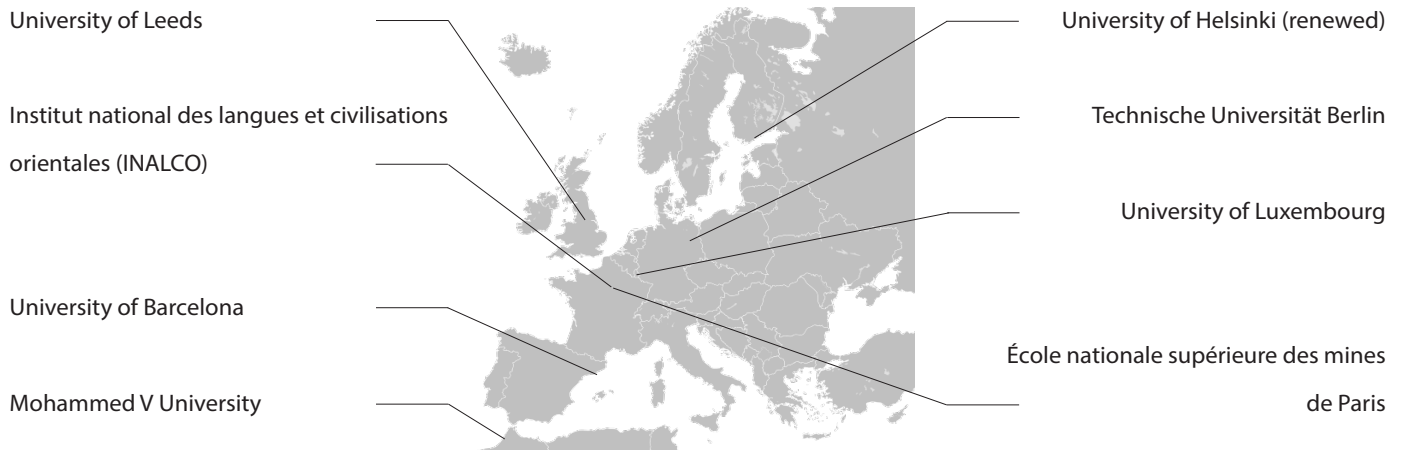 University of Leeds
Institut national des langues et civilisations
orientales (INALCO)
University of Barcelona
Mohammed V University
University of Helsinki (renewed)
Technische Universität Berlin
University of Luxembourg
École nationale supérieure des mines
de Paris